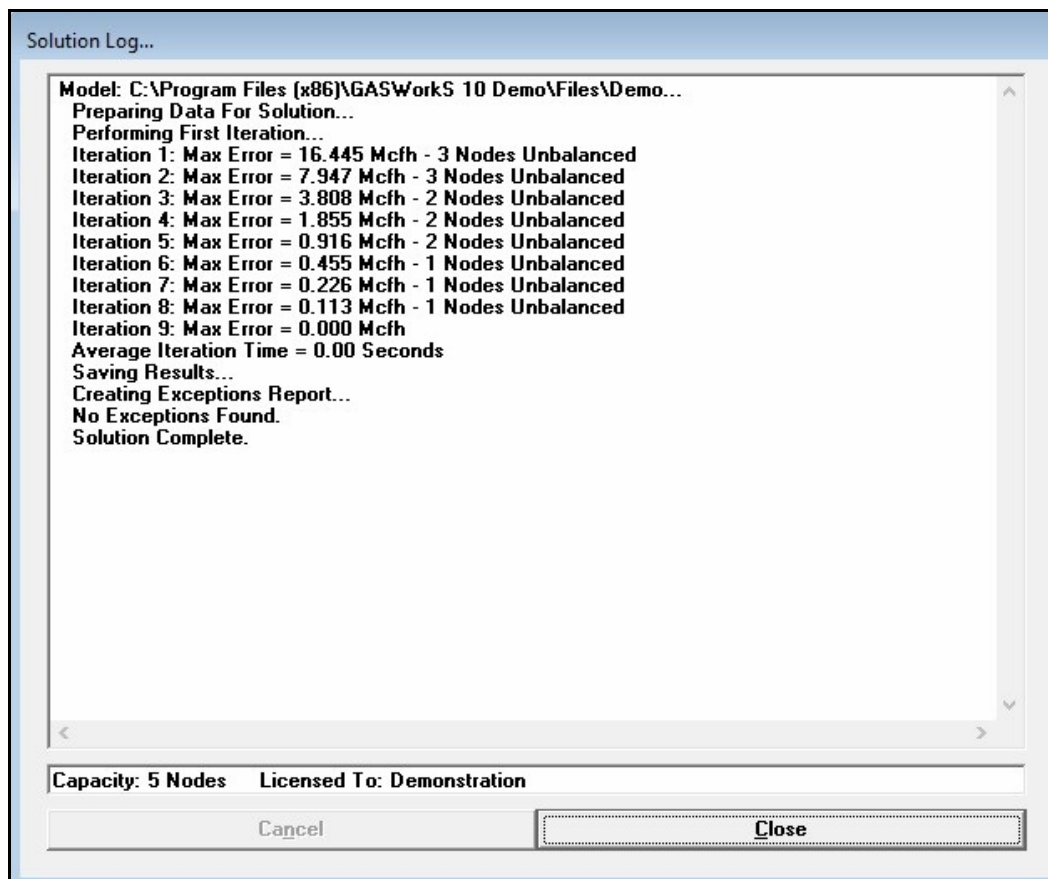 Solution Log...
Model: C:\Program Files (x86)\GASWorkS 10 Demo\Files\Demo...
Preparing Data For Solution...
Performing First Iteration...
Iteration 1: Max Error = 16.445 Mcfh - 3 Nodes Unbalanced
Iteration 2: Max Error = 7.947 Mcfh - 3 Nodes Unbalanced
Iteration 3: Max Error = 3.808 Mcfh - 2 Nodes Unbalanced
Iteration 4: Max Error = 1.855 Mcfh - 2 Nodes Unbalanced
Iteration 5: Max Error = 0.916 Mcfh - 2 Nodes Unbalanced
Iteration 6: Max Error = 0.455 Mcfh - 1 Nodes Unbalanced
Iteration 7: Max Error = 0.226 Mcfh - 1 Nodes Unbalanced
Iteration 8: Max Error = 0.113 Mcfh - 1 Nodes Unbalanced
Iteration 9: Max Error = 0.000 Mcfh
Average Iteration Time = 0.00 Seconds
Saving Results...
Creating Exceptions Report...
No Exceptions Found.
Solution Complete.
Capacity: 5 Nodes Licensed To: Demonstration
Cancel Close